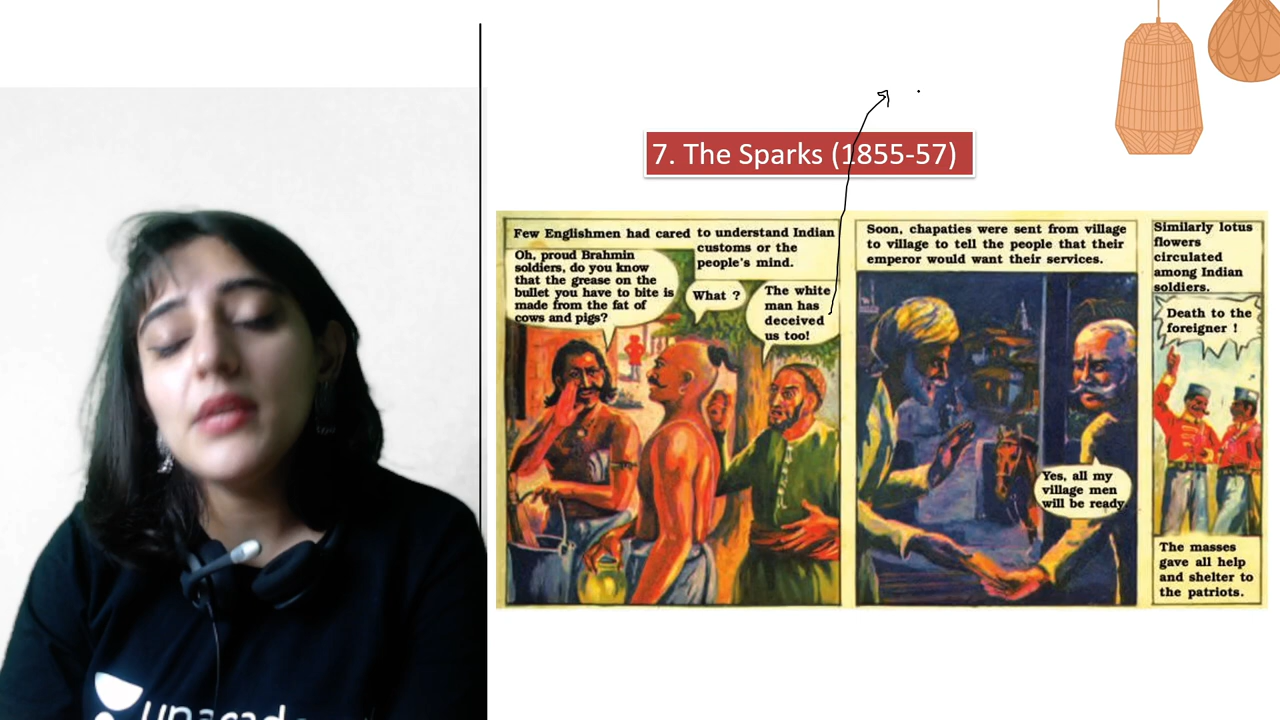 7. The Sparks (1855-57)
Few Englishmen had cared to understand Indian
customs or the
people's mind.
Oh, proud Brahmin
soldiers, do you know
that the grease on the
bullet you have to bite is
made from the fat of
cows and pigs?
What ?
The white
man has
deceived
us too!
Soon, chapaties were sent from village
to village to tell the people that their
emperor would want their services.
Yes, all my
village men
will be ready.
Similarly lotus
flowers
circulated
among Indian
soldiers.
Death to the
foreigner !
The masses
gave all help
and shelter to
the patriots.